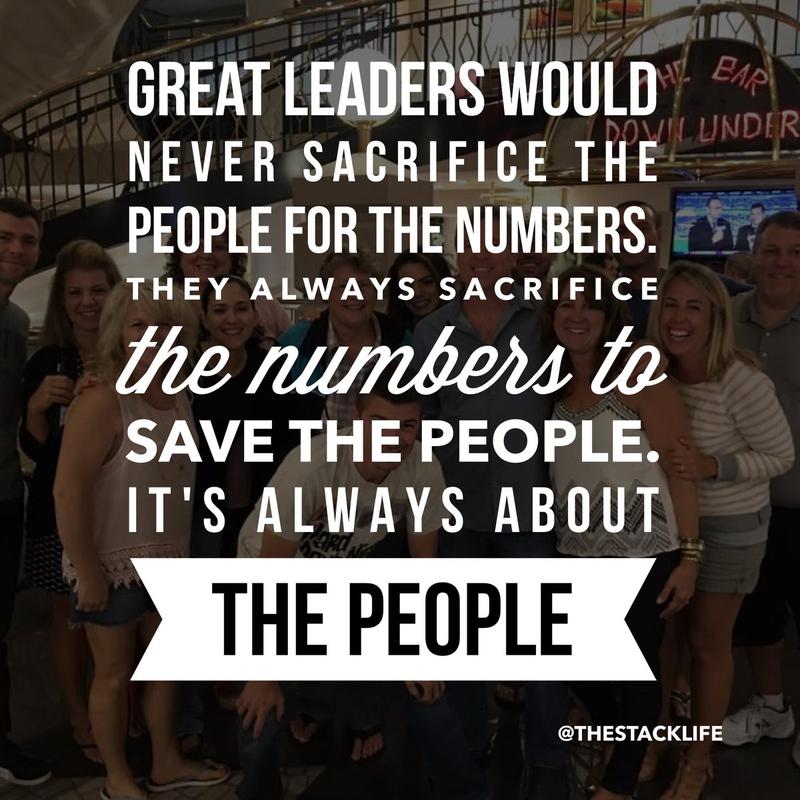 GREAT LEADERS WOULD
NEVER SACRIFICE THE
PEOPLE FOR THE NUMBERS.
THEY ALWAYS SACRIFICE
the numbers to
SAVE THE PEOPLE.
IT'S ALWAYS ABOUT
THE PEOPLE
@THESTACKLIFE
THE BAR
DOWN UNDER